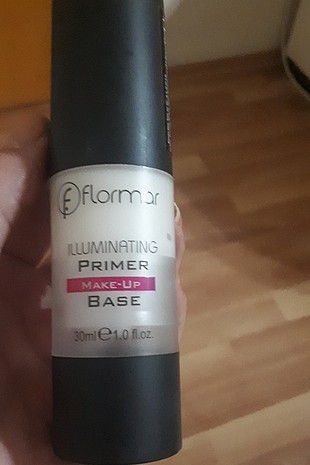 flormar
ILLUMINATING
PRIMER
MAKE-UP
BASE
30ml e 1.0 fl.oz.